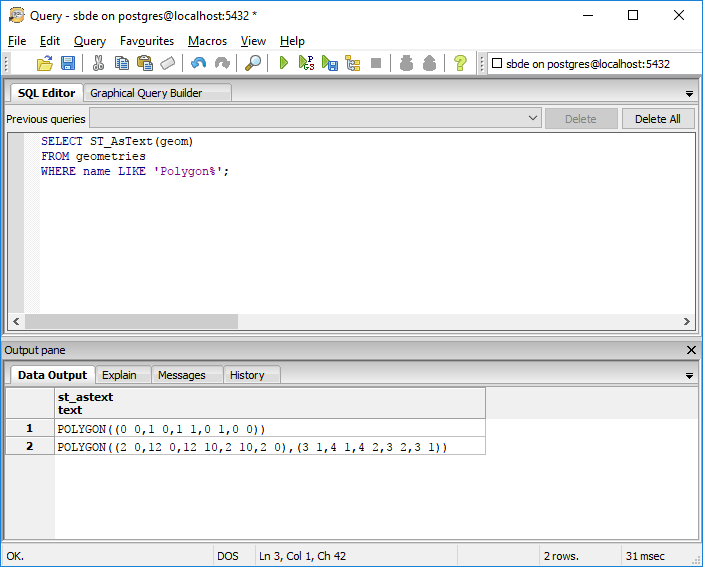 Query - sbde on postgres@localhost:5432 *
File Edit Query Favourites Macros View Help
sbde on postgres@localhost:5432
SQL Editor Graphical Query Builder
Previous queries Delete Delete All
SELECT ST_AsText(geom)
FROM geometries
WHERE name LIKE 'Polygon%';
Output pane
Data Output Explain Messages History
st_astext
text
1 POLYGON((0 0,1 0,1 1,0 1,0 0))
2 POLYGON((2 0,12 0,12 10,2 10,2 0),(3 1,4 1,4 2,3 2,3 1))
OK. DOS Ln 3, Col 1, Ch 42 2 rows. 31 msec